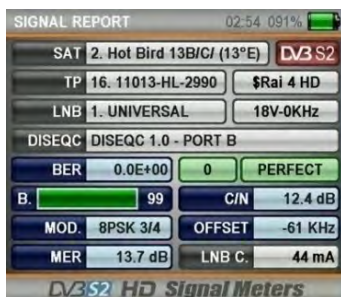 SIGNAL REPORT 02:54 091%
SAT 2. Hot Bird 13B/C/ (13°E) DVB S2
TP 16. 11013-HL-2990 $Rai 4 HD
LNB 1. UNIVERSAL 18V-0KHz
DISEQC DISEQC 1.0 - PORT B
BER 0.0E+00 0 PERFECT
B. 99 C/N 12.4 dB
MOD. 8PSK 3/4 OFFSET -61 KHz
MER 13.7 dB LNB C. 44 mA
DVB S2 HD Signal Meters